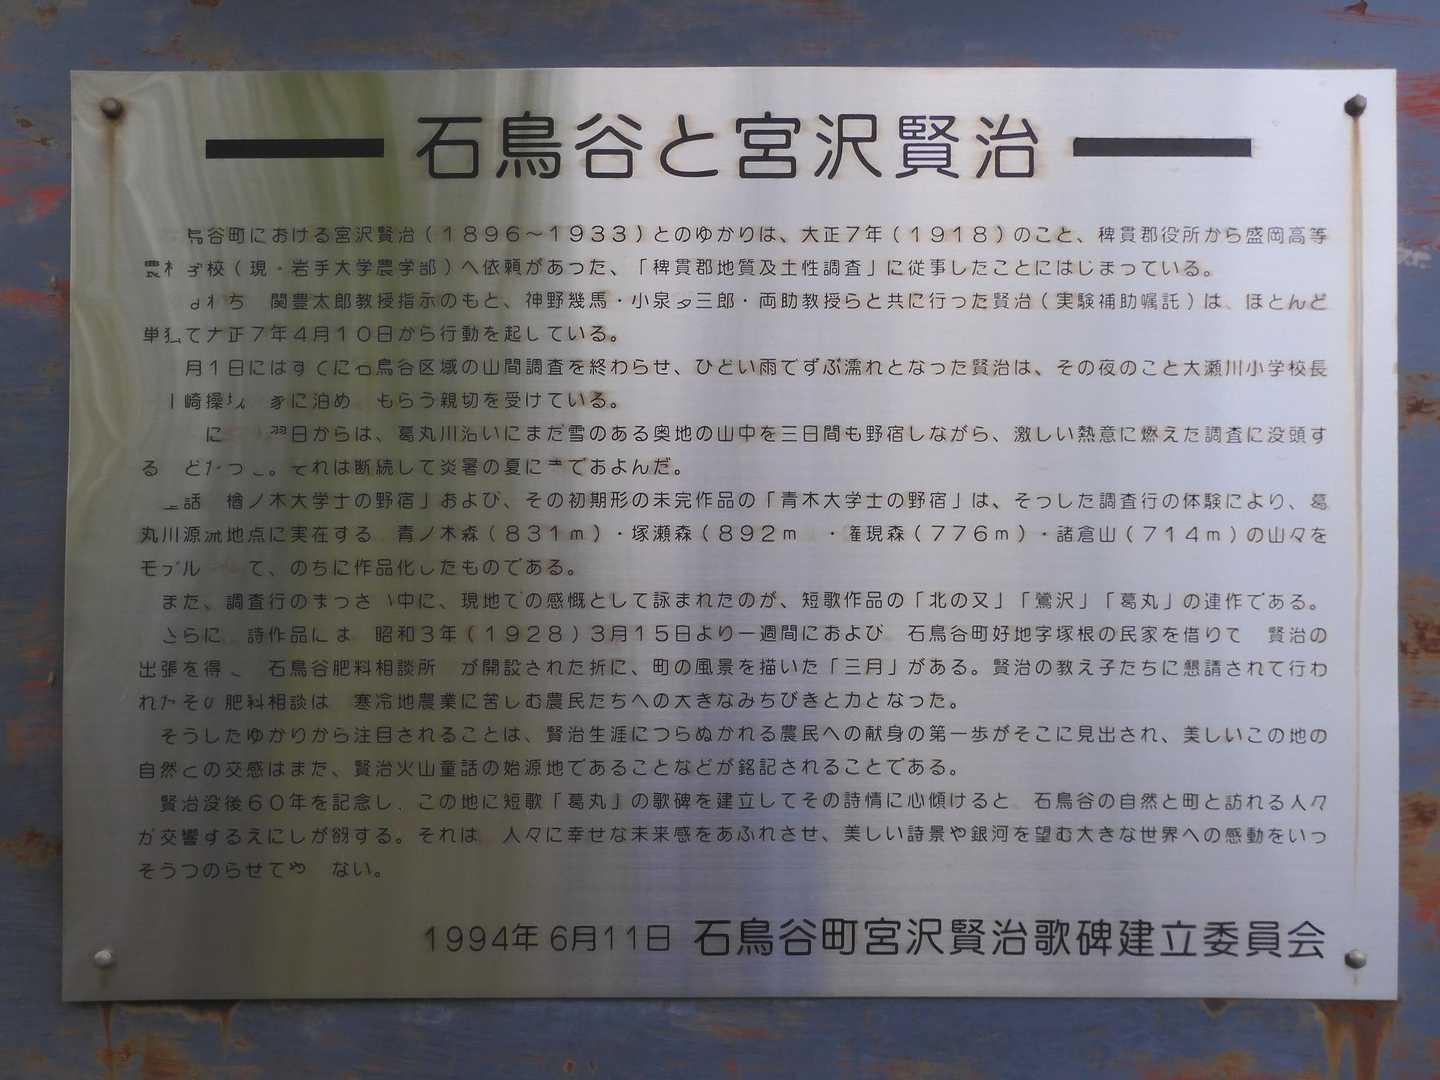 石鳥谷と宮沢賢治
鳥谷町における宮沢賢治(1896〜1933)とのゆかりは、大正7年(1918)のこと、稗貫郡役所から盛岡高等
農林学校(現・岩手大学農学部)へ依頼があった、「稗貫郡地質及土性調査」に従事したことにはじまっている。
関豊太郎教授指示のもと、神野幾馬・小泉多三郎・両助教授らと共に行った賢治(実験補助嘱託)は、ほとんど
単独で大正7年4月10日から行動を起している。
月1日にはすでに石鳥谷区域の山間調査を終わらせ、ひどい雨でずぶ濡れとなった賢治は、その夜のこと大瀬川小学校長
崎操 家に泊め もらう親切を受けている。
に 翌日からは、葛丸川沿いにまだ雪のある奥地の山中を三日間も野宿しながら、激しい熱意に燃えた調査に没頭す
る 。それは断続して炎暑の夏にまでおよんだ。
話 楢ノ木大学士の野宿」および、その初期形の未完作品の「青木大学士の野宿」は、そうした調査行の体験により、葛
丸川源流地点に実在する 青ノ木森(831m)・塚瀬森(892m ・権現森(776m)・諸倉山(714m)の山々を
モデル て、のちに作品化したものである。
また、調査行のまっさい中に、現地での感慨として詠まれたのが、短歌作品の「北の又」「鶯沢」「葛丸」の連作である。
さらに 詩作品には 昭和3年(1928)3月15日より一週間におよび 石鳥谷町好地字塚根の民家を借りて 賢治の
出張を得 石鳥谷肥料相談所 が開設された折に、町の風景を描いた「三月」がある。賢治の教え子たちに懇請されて行わ
れたその肥料相談は 寒冷地農業に苦しむ農民たちへの大きなみちびきと力となった。
そうしたゆかりから注目されることは、賢治生涯につらぬかれる農民への献身の第一歩がそこに見出され、美しいこの地の
自然との交感はまた、賢治火山童話の始源地であることなどが銘記されることである。
賢治没後60年を記念し、この地に短歌「葛丸」の歌碑を建立してその詩情に心傾けると 石鳥谷の自然と町と訪れる人々
が交響するえにしが谺する。それは 人々に幸せな未来感をあふれさせ、美しい詩景や銀河を望む大きな世界への感動をいっ
そうつのらせてや ない。
1994年6月11日 石鳥谷町宮沢賢治歌碑建立委員会